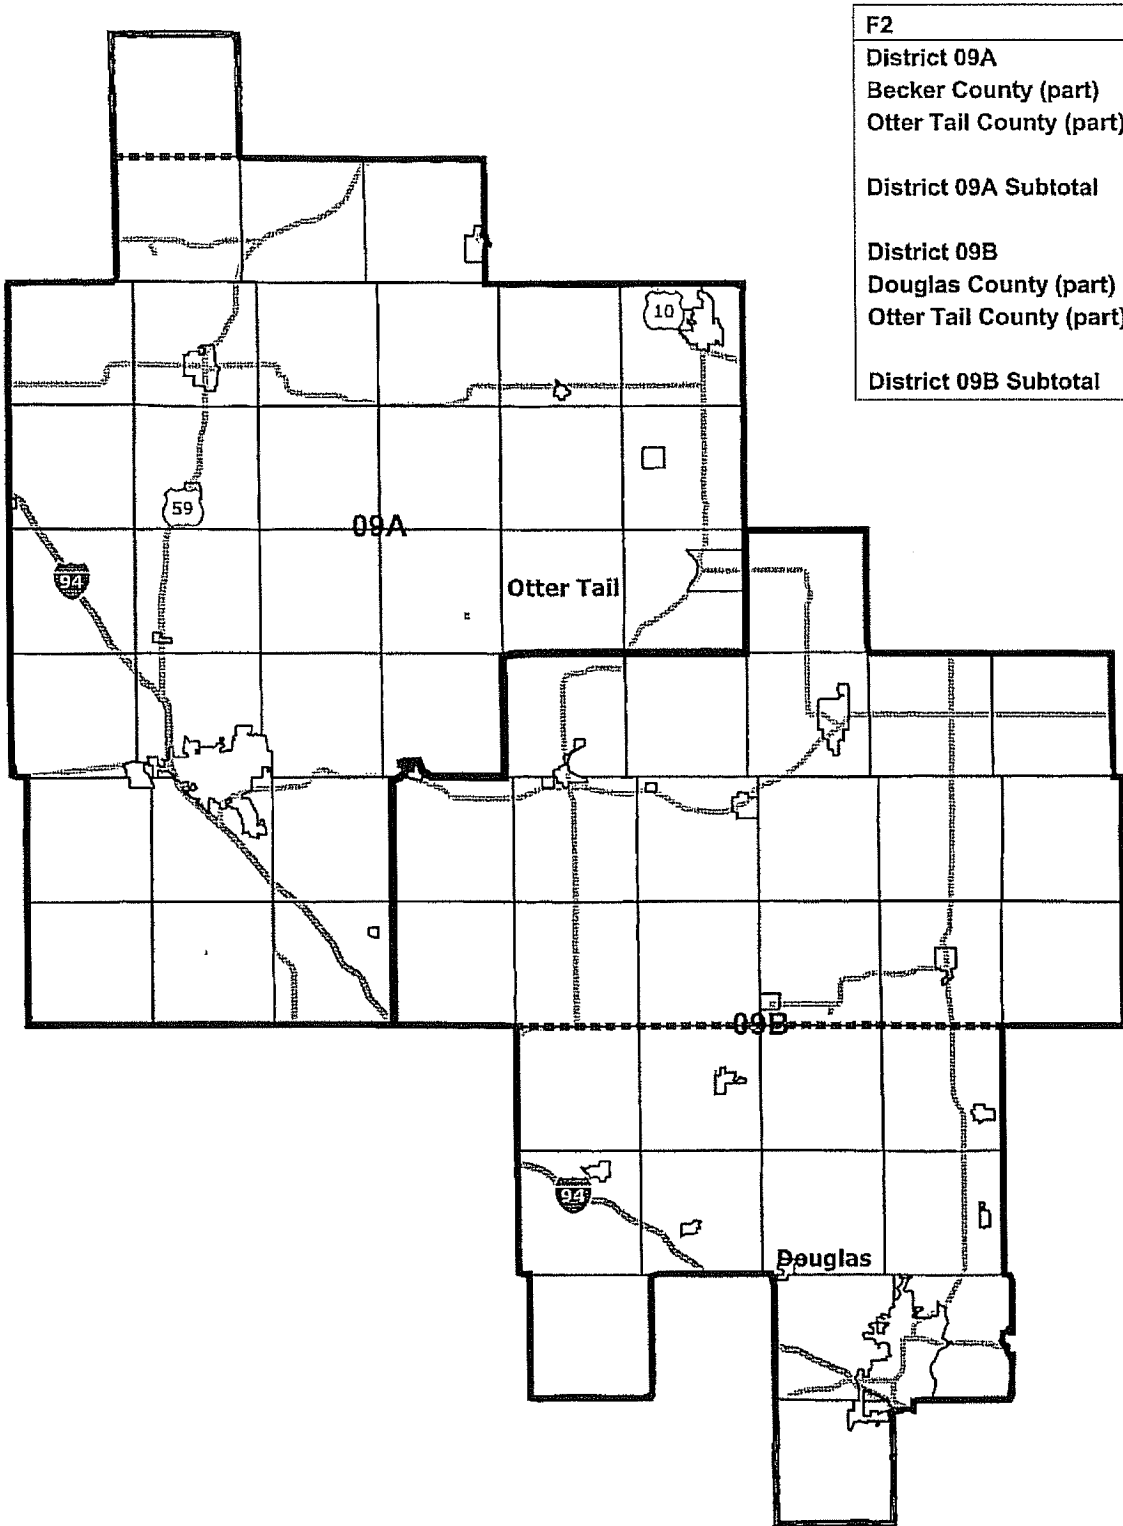 F2
District 09A
Becker County (part)
Otter Tail County (part)
District 09A Subtotal
District 09B
Douglas County (part)
Otter Tail County (part)
District 09B Subtotal
10
59
09A
94
Otter Tail
09B
94
Douglas